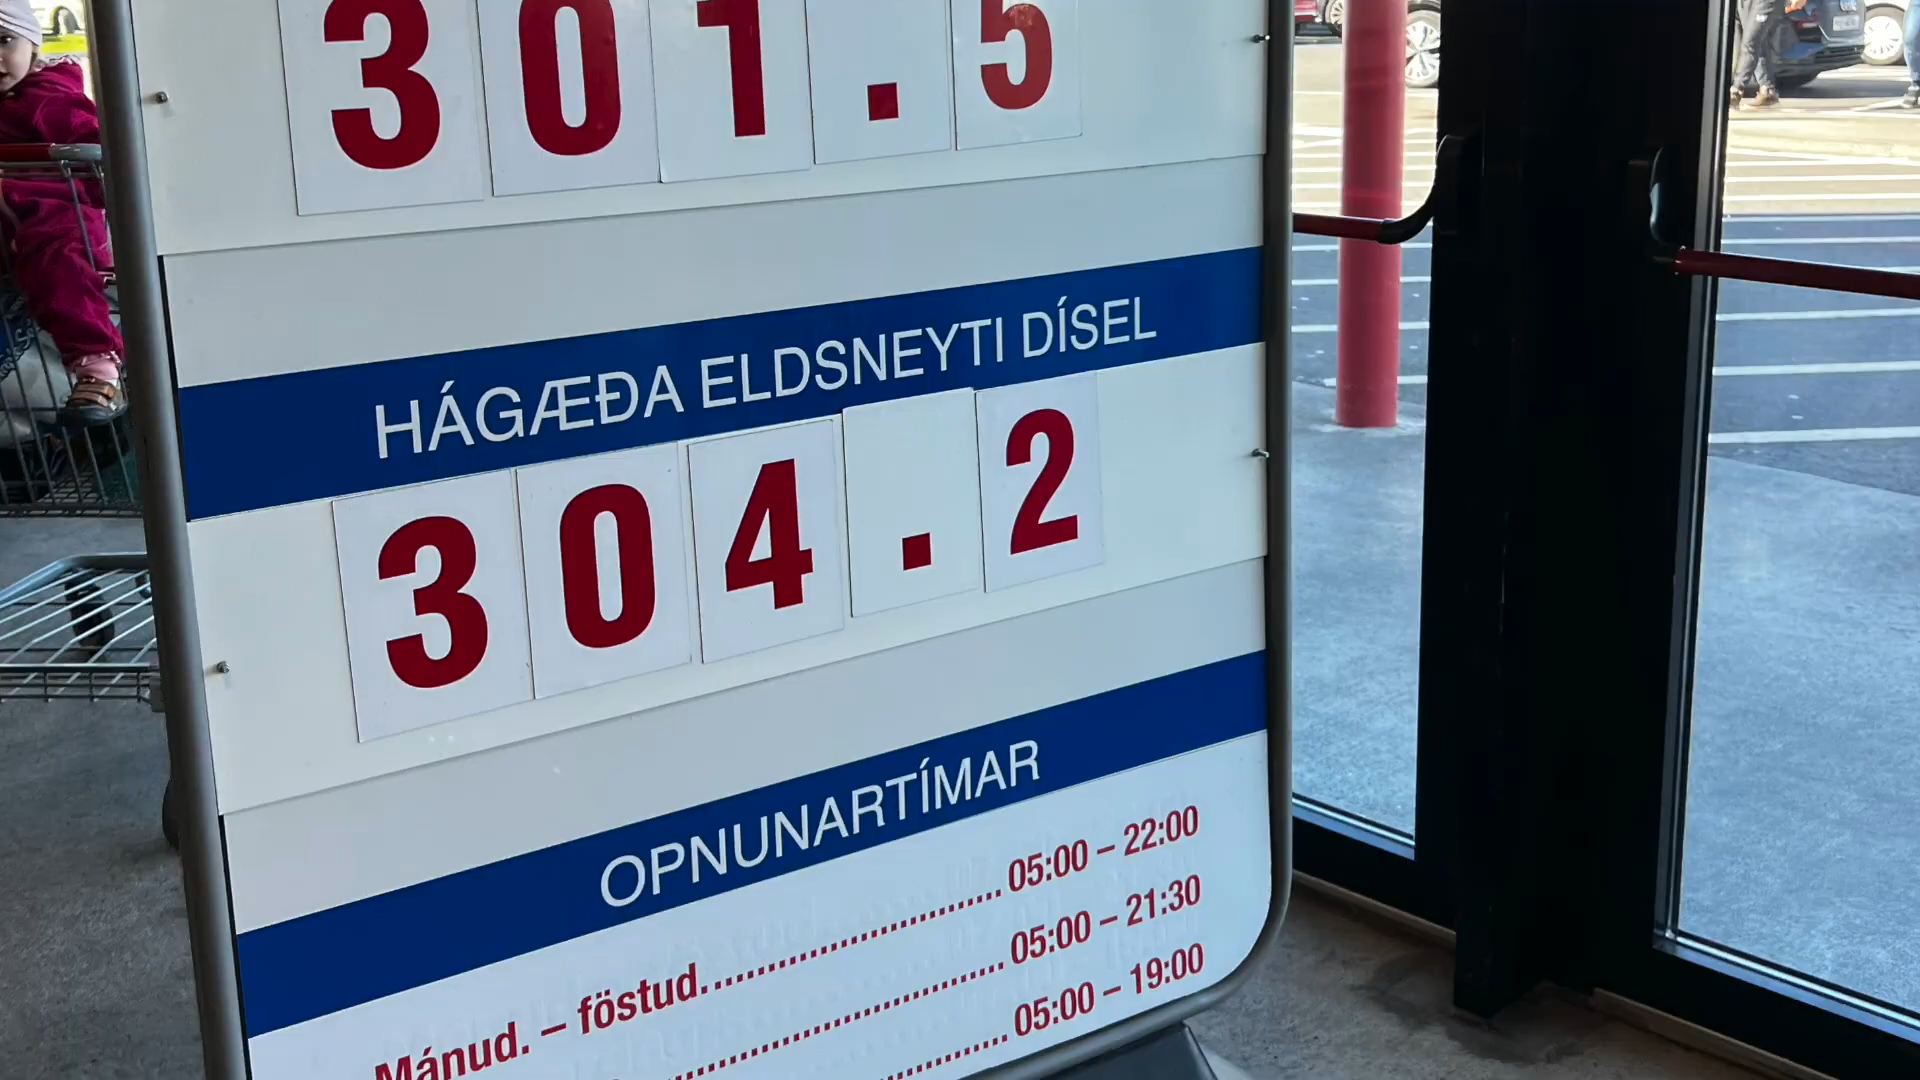 301.5
HÁGÆÐA ELDSNEYTI DÍSEL
304.2
OPNUNARTÍMAR
Mánud. – föstud. 05:00 – 22:00
05:00 – 21:30
05:00 – 19:00